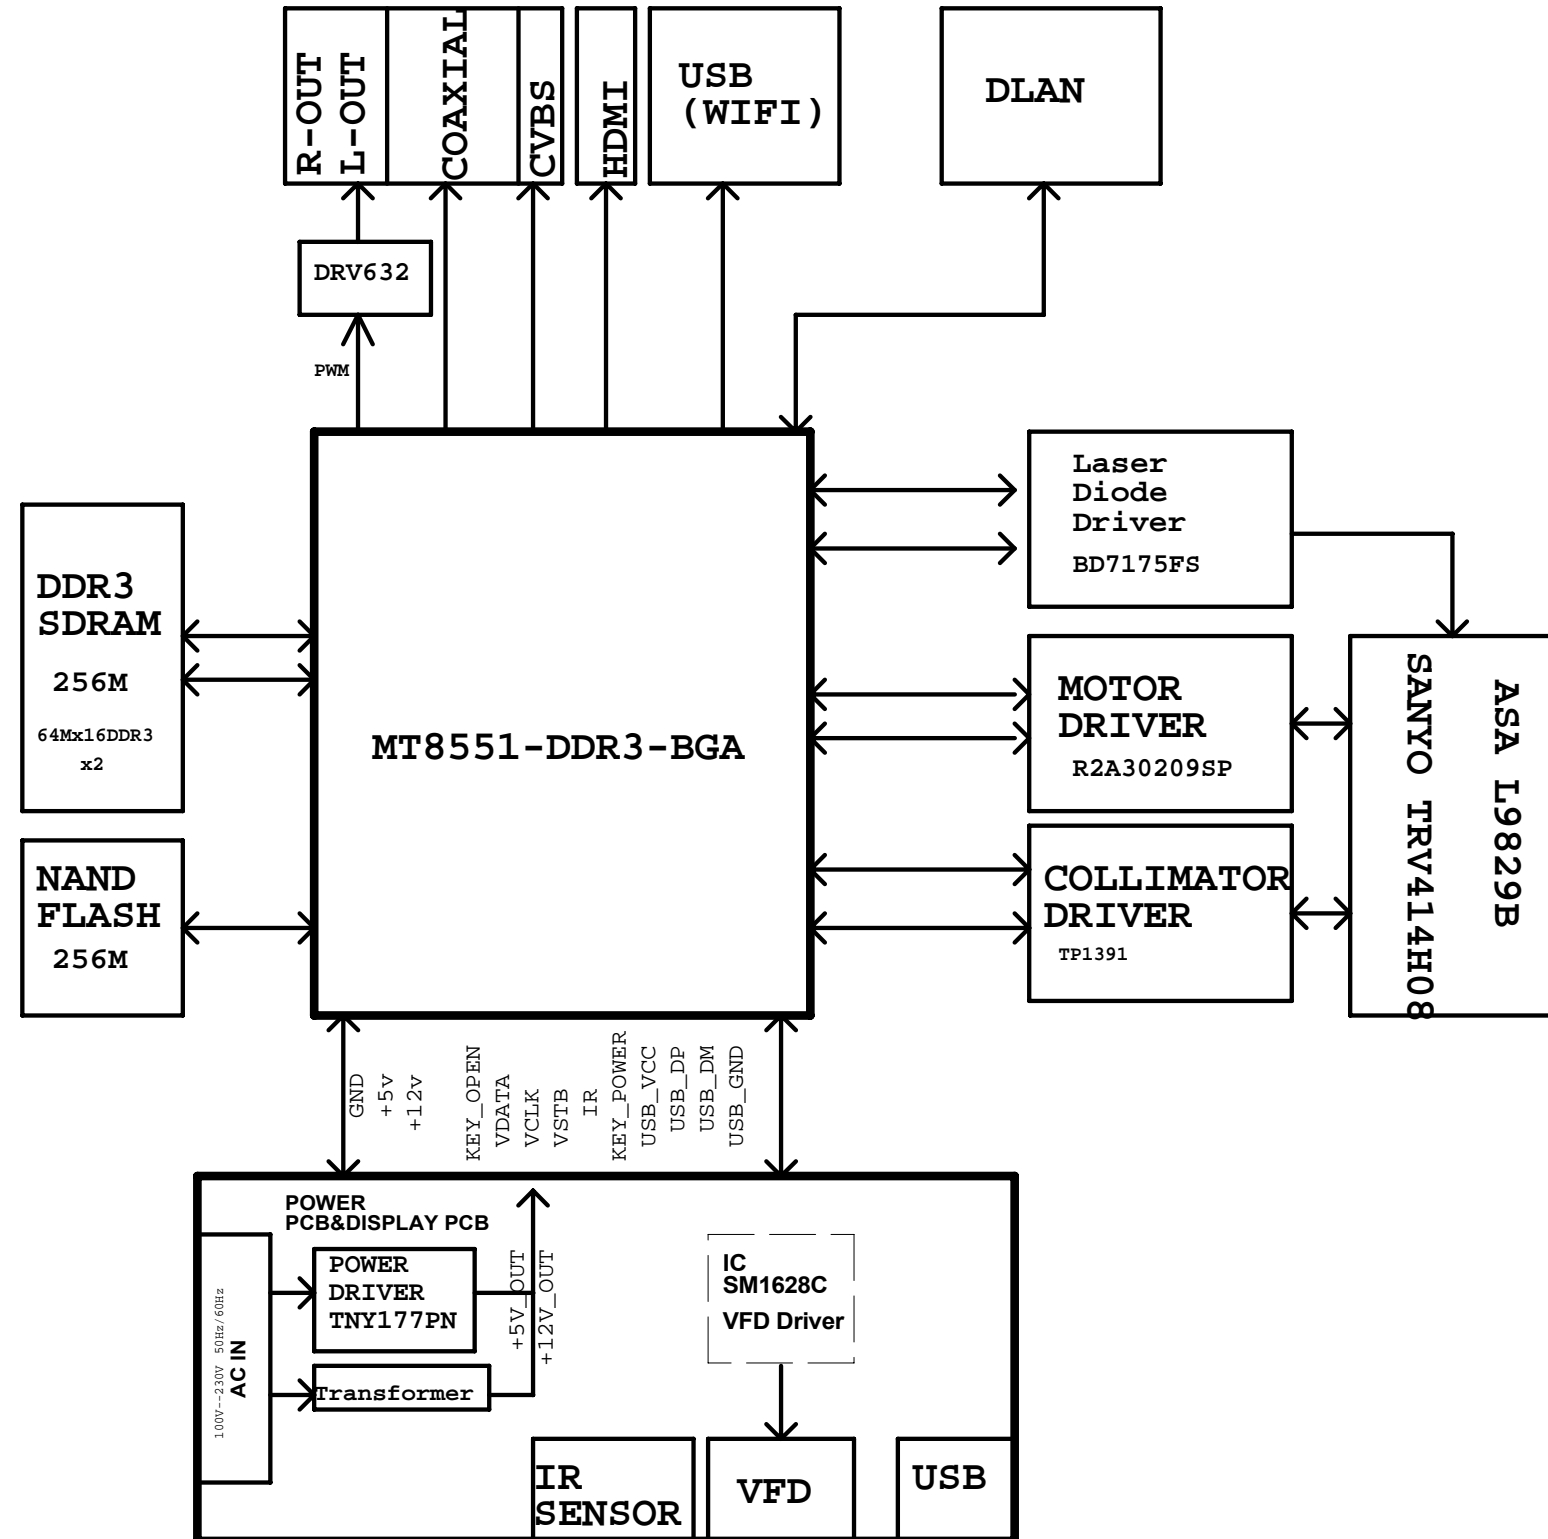 R-OUT
L-OUT
COAXIAL
CVBS
HDMI
USB
(WIFI)
DLAN
DRV632
PWM
Laser
Diode
Driver
BD7175FS
DDR3
SDRAM
256M
64Mx16DDR3
x2
MT8551-DDR3-BGA
MOTOR
DRIVER
R2A30209SP
ASA L9829B
SANYO TRV414H08
NAND
FLASH
256M
COLLIMATOR
DRIVER
TP1391
GND
+5v
+12v
KEY_OPEN
VDATA
VCLK
VSTB
IR
KEY_POWER
USB_VCC
USB_DP
USB_DM
USB_GND
POWER
PCB&DISPLAY PCB
100V--230V 50Hz/60Hz
AC IN
POWER
DRIVER
TNY177PN
Transformer
+5V_OUT
+12V_OUT
IC
SM1628C
VFD Driver
IR
SENSOR
VFD
USB